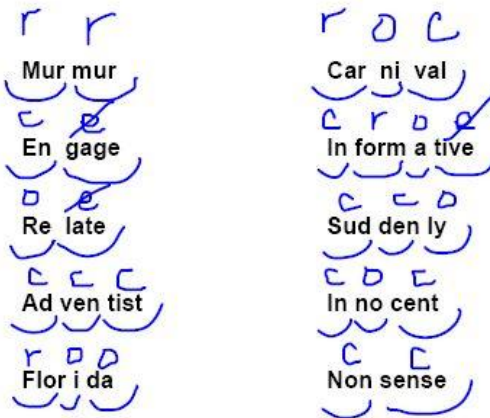 r r
Mur mur
c e
En gage
o e
Re late
c c c
Ad ven tist
r o o
Flor i da
r o c
Car ni val
c r o e
In form a tive
c c o
Sud den ly
c o c
In no cent
c c
Non sense